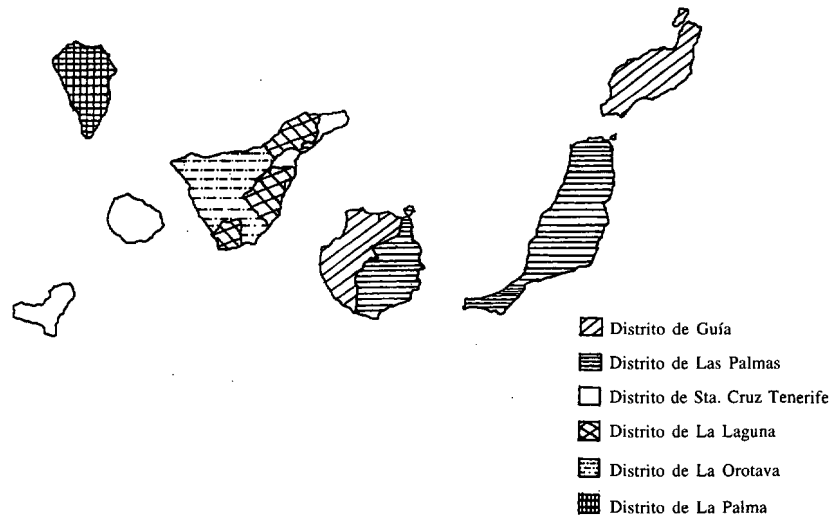 Distrito de Guía
Distrito de Las Palmas
Distrito de Sta. Cruz Tenerife
Distrito de La Laguna
Distrito de La Orotava
Distrito de La Palma